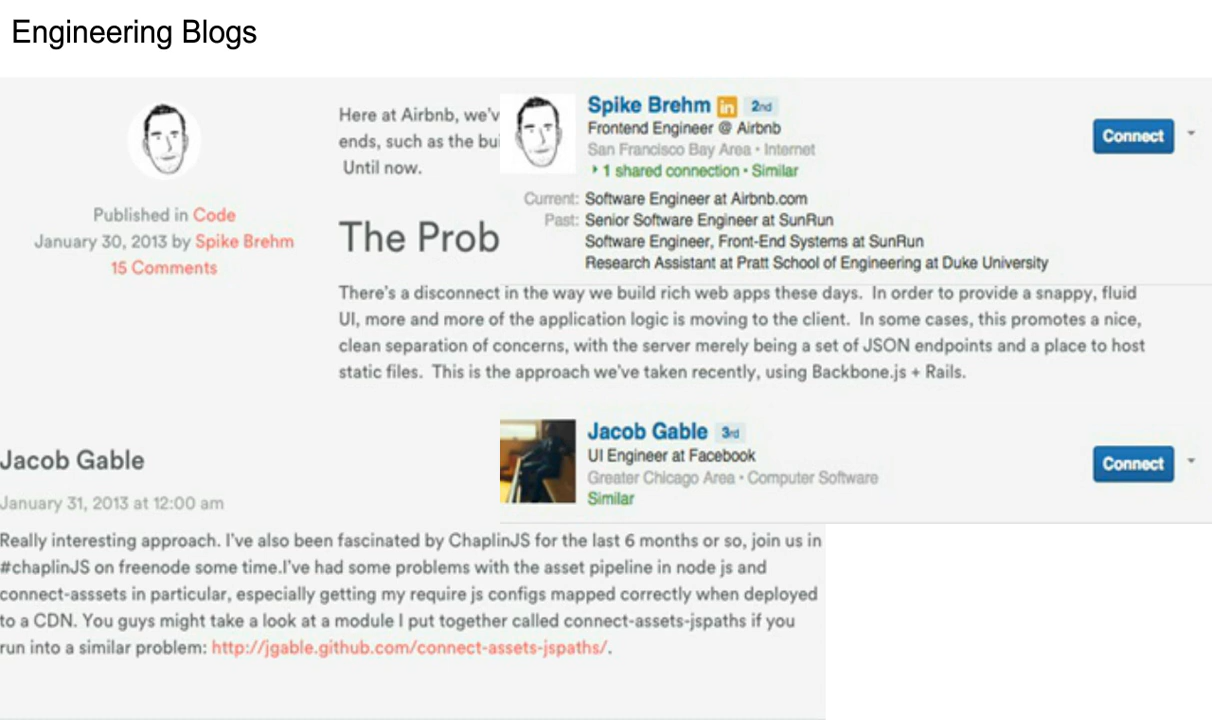 Engineering Blogs
Published in Code
January 30, 2013 by Spike Brehm
15 Comments
Here at Airbnb, we'v
ends, such as the bui
Until now.
The Prob
Spike Brehm in 2nd
Frontend Engineer @ Airbnb
San Francisco Bay Area • Internet
1 shared connection • Similar
Connect
Current: Software Engineer at Airbnb.com
Past: Senior Software Engineer at SunRun
Software Engineer, Front-End Systems at SunRun
Research Assistant at Pratt School of Engineering at Duke University
There's a disconnect in the way we build rich web apps these days. In order to provide a snappy, fluid
UI, more and more of the application logic is moving to the client. In some cases, this promotes a nice,
clean separation of concerns, with the server merely being a set of JSON endpoints and a place to host
static files. This is the approach we've taken recently, using Backbone.js + Rails.
Jacob Gable 3rd
UI Engineer at Facebook
Greater Chicago Area • Computer Software
Similar
Connect
Jacob Gable
January 31, 2013 at 12:00 am
Really interesting approach. I've also been fascinated by ChaplinJS for the last 6 months or so, join us in
#chaplinJS on freenode some time.I've had some problems with the asset pipeline in node js and
connect-asssets in particular, especially getting my require js configs mapped correctly when deployed
to a CDN. You guys might take a look at a module I put together called connect-assets-jspaths if you
run into a similar problem: http://jgable.github.com/connect-assets-jspaths/.